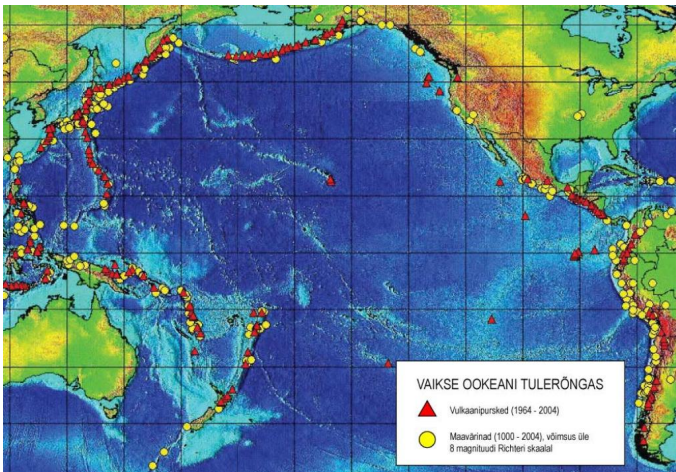 VAIKSE OOKEANI TULERÕNGAS
Vulkaanipursked (1964 - 2004)
Maavärinad (1000 - 2004), võimsus üle
8 magnituudi Richteri skaalal